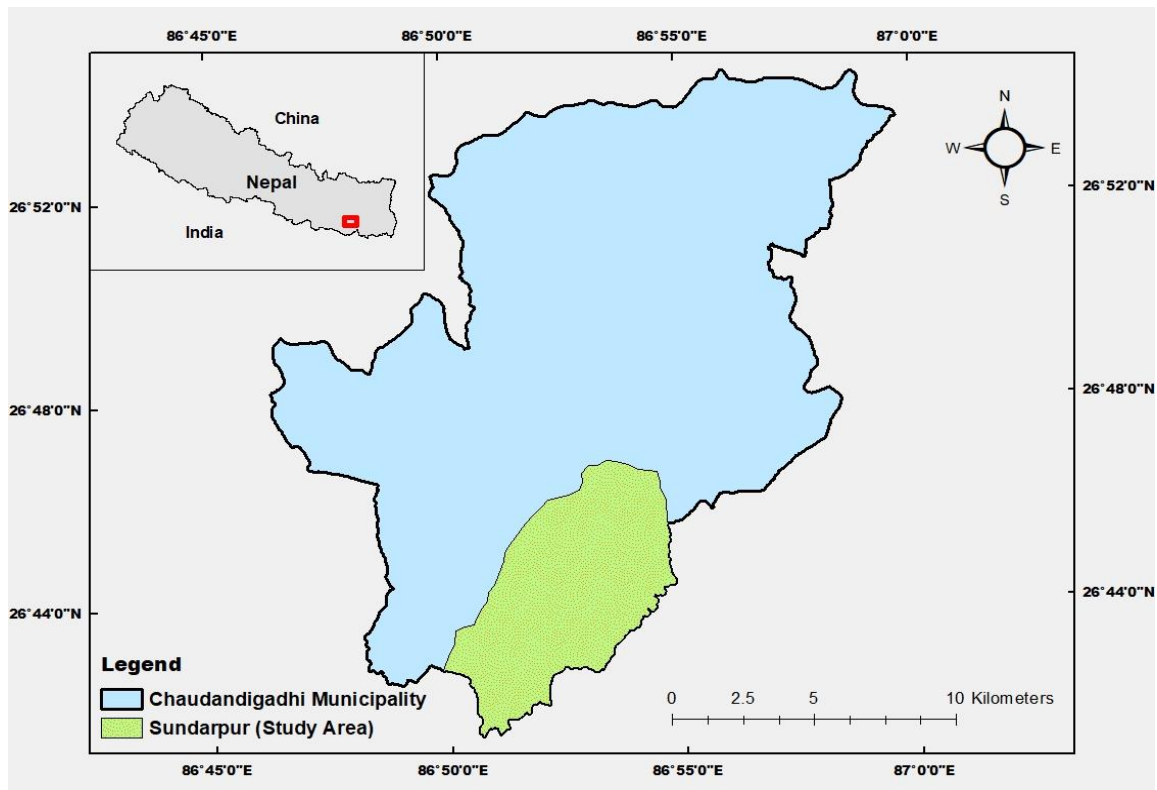 86°45'0"E 86°50'0"E 86°55'0"E 87°0'0"E
China
Nepal
India
N
W E
S
26°52'0"N 26°52'0"N
26°48'0"N 26°48'0"N
26°44'0"N 26°44'0"N
Legend
Chaudandigadhi Municipality
Sundarpur (Study Area)
0 2.5 5 10 Kilometers
86°45'0"E 86°50'0"E 86°55'0"E 87°0'0"E